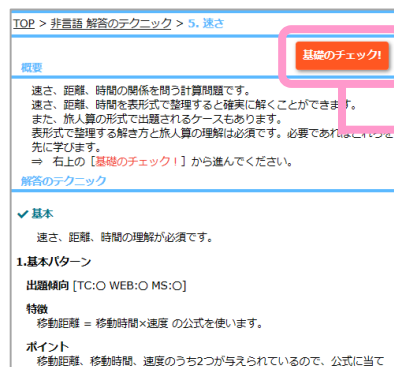 TOP > 非言語 解答のテクニック > 5. 速さ
基礎のチェック!
概要
速さ、距離、時間の関係を問う計算問題です。
速さ、距離、時間を表形式で整理すると確実に解くことができます。
また、旅人算の形式で出題されるケースもあります。
表形式で整理する解き方と旅人算の理解は必須です。必要であればこれらを
先に学びます。
⇒ 右上の［基礎のチェック！］から進んでください。
解答のテクニック
✓ 基本
速さ、距離、時間の理解が必須です。
1.基本パターン
出題傾向 [TC:○ WEB:○ MS:○]
特徴
移動距離 = 移動時間×速度 の公式を使います。
ポイント
移動距離、移動時間、速度のうち2つが与えられているので、公式に当て